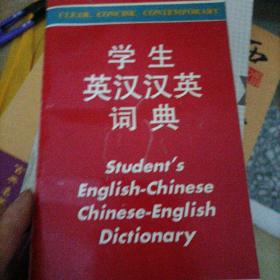 CLEAR. CONCISE. CONTEMPORARY
学生
英汉汉英
词典
Student's
English-Chinese
Chinese-English
Dictionary